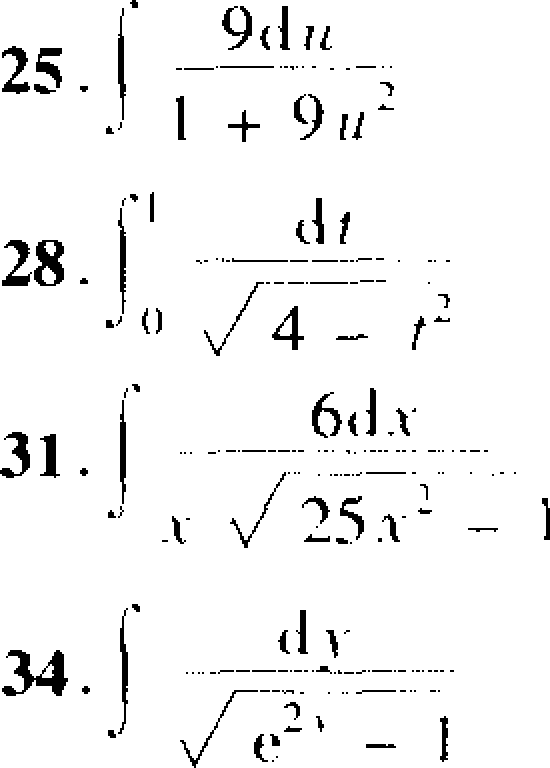 25. ∫ 9du / (1 + 9u²)
28. ∫₀¹ dt / √(4 − t²)
31. ∫ 6dx / (x √(25x² − 1))
34. ∫ dy / √(e²ʸ − 1)